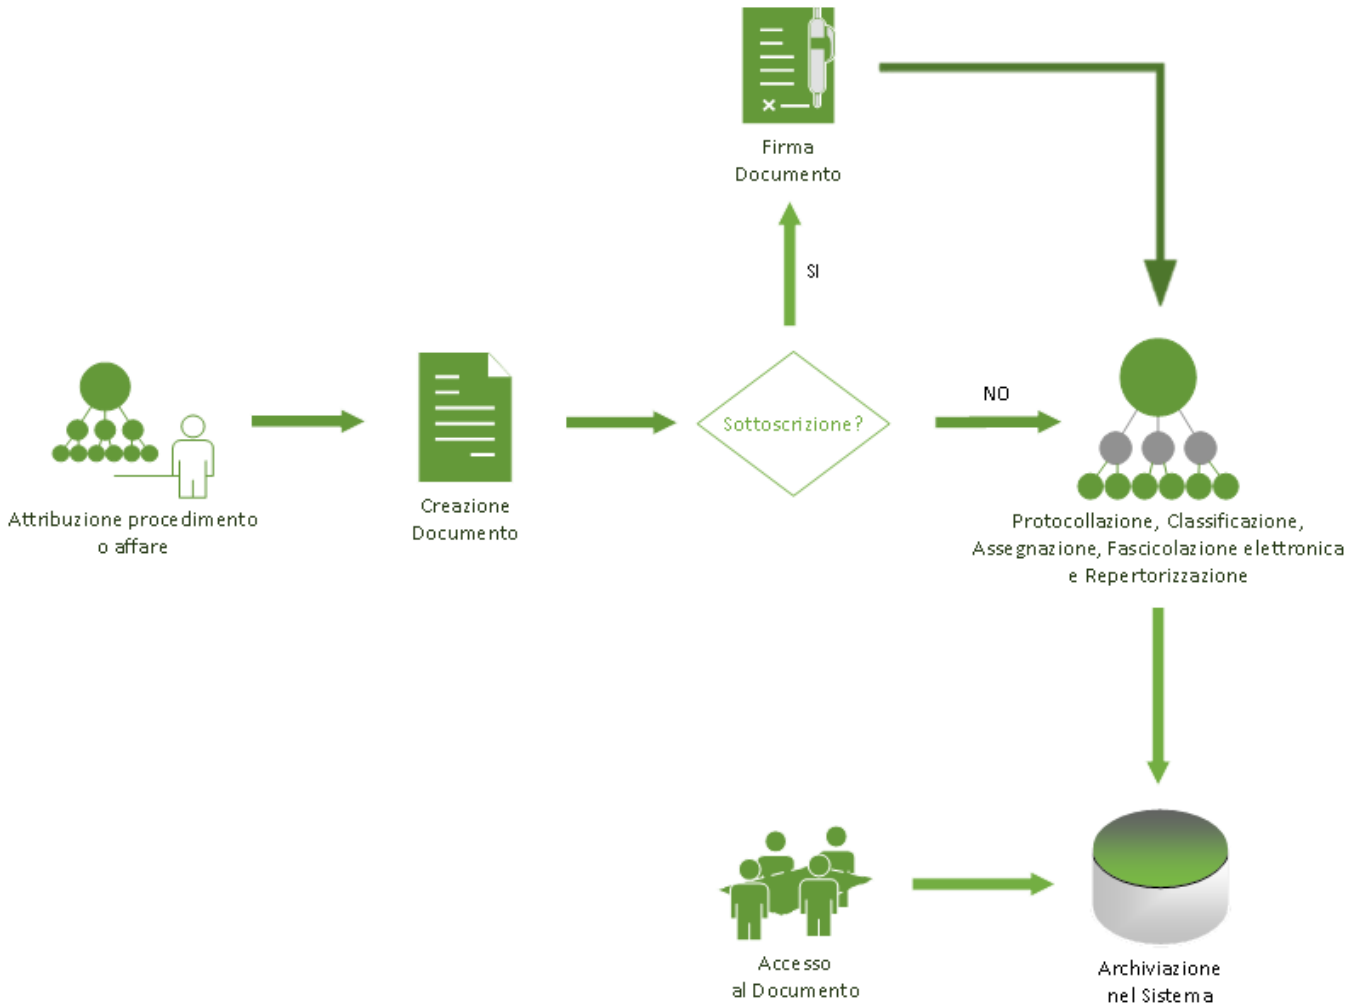 Firma
Documento
SI
NO
Sottoscrizione?
Attribuzione procedimento
o affare
Creazione
Documento
Protocollazione, Classificazione,
Assegnazione, Fascicolazione elettronica
e Repertorizzazione
Accesso
al Documento
Archiviazione
nel Sistema